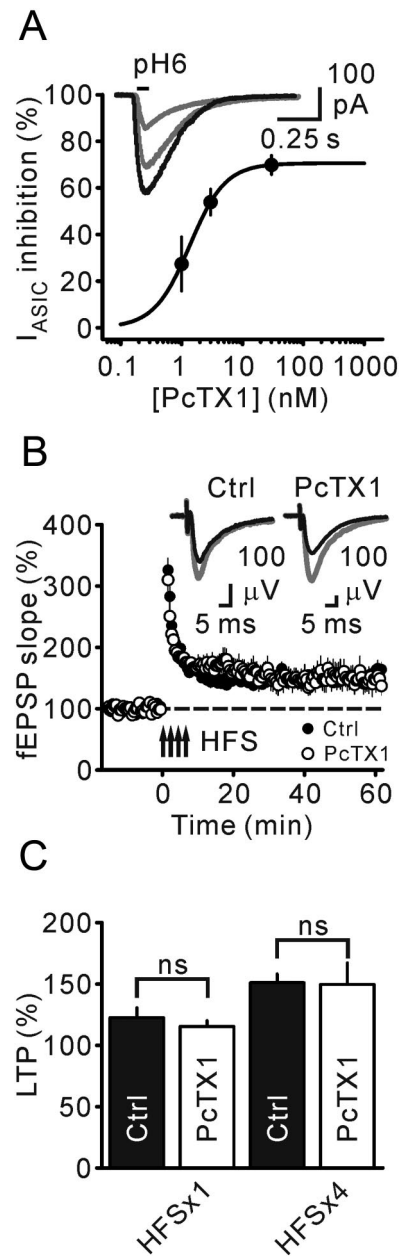 A
pH6
100
pA
0.25 s
100
80
60
40
20
0
I_ASIC inhibition (%)
0.1 1 10 100 1000
[PcTX1] (nM)
B
Ctrl PcTX1
100 100
μV μV
5 ms 5 ms
400
300
200
100
fEPSP slope (%)
HFS
Ctrl
PcTX1
0 20 40 60
Time (min)
C
200
150
100
50
0
LTP (%)
ns
ns
Ctrl
PcTX1
Ctrl
PcTX1
HFSx1
HFSx4